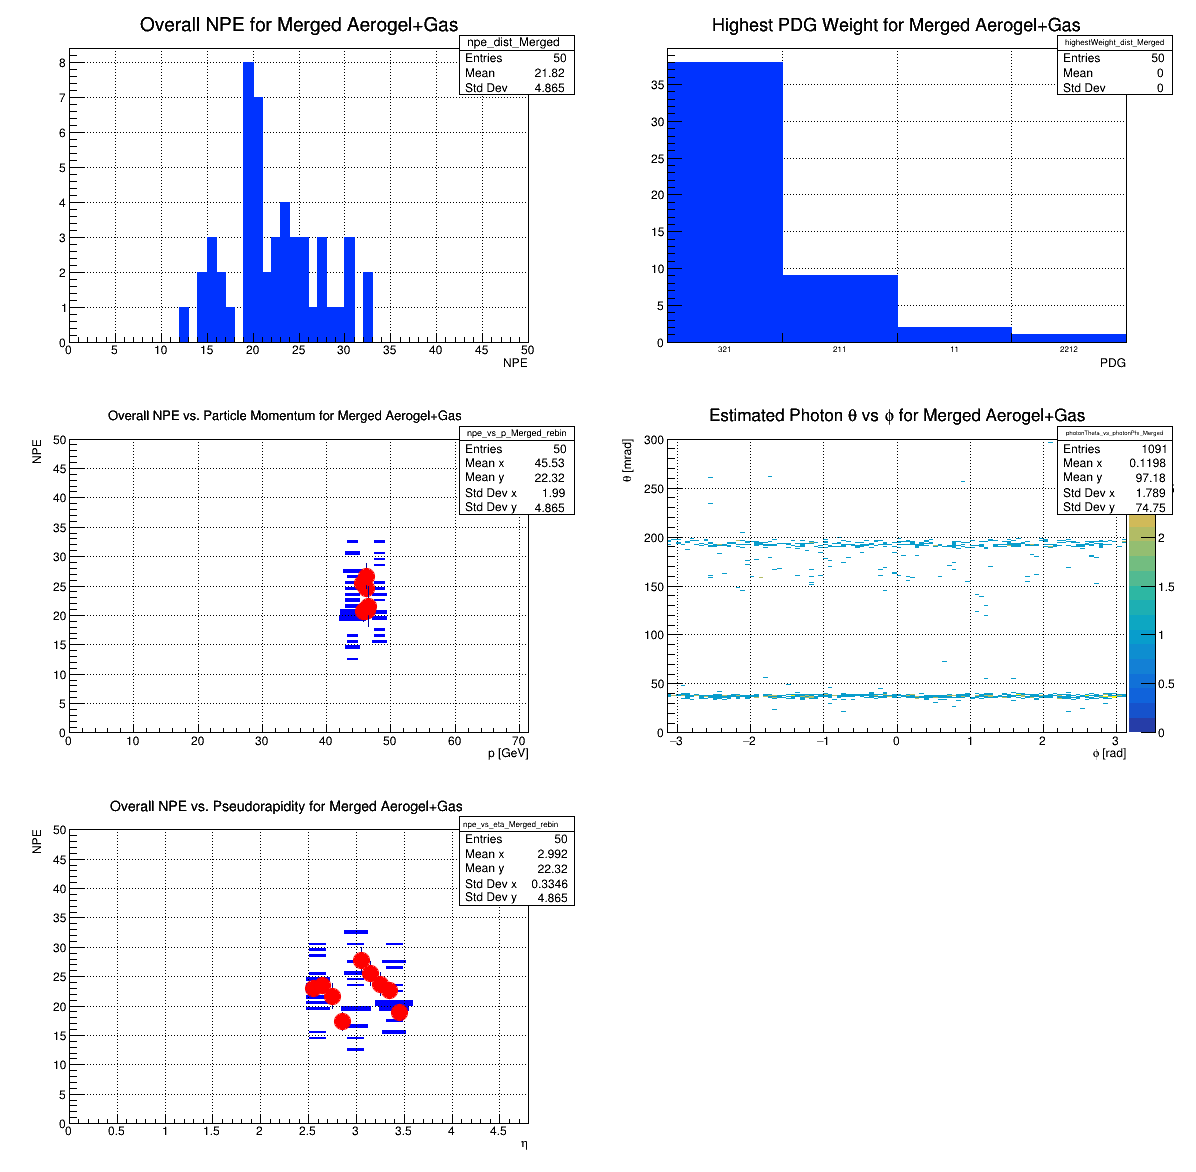 Overall NPE for Merged Aerogel+Gas
npe_dist_Merged
Entries 50
Mean 21.82
Std Dev 4.865
8
7
6
5
4
3
2
1
0
0 5 10 15 20 25 30 35 40 45 50
NPE
Highest PDG Weight for Merged Aerogel+Gas
highestWeight_dist_Merged
Entries 50
Mean 0
Std Dev 0
35
30
25
20
15
10
5
0
321 211 11 2212
PDG
Overall NPE vs. Particle Momentum for Merged Aerogel+Gas
npe_vs_p_Merged_rebin
Entries 50
Mean x 45.53
Mean y 22.32
Std Dev x 1.99
Std Dev y 4.865
NPE
50
45
40
35
30
25
20
15
10
5
0
0 10 20 30 40 50 60 70
p [GeV]
Estimated Photon θ vs ϕ for Merged Aerogel+Gas
photonTheta_vs_photonPhi_Merged
Entries 1091
Mean x 0.1198
Mean y 97.18
Std Dev x 1.789
Std Dev y 74.75
θ [mrad]
300
250
200
150
100
50
0
−3 −2 −1 0 1 2 3
ϕ [rad]
2
1.5
1
0.5
0
Overall NPE vs. Pseudorapidity for Merged Aerogel+Gas
npe_vs_eta_Merged_rebin
Entries 50
Mean x 2.992
Mean y 22.32
Std Dev x 0.3346
Std Dev y 4.865
NPE
50
45
40
35
30
25
20
15
10
5
0
0 0.5 1 1.5 2 2.5 3 3.5 4 4.5
η